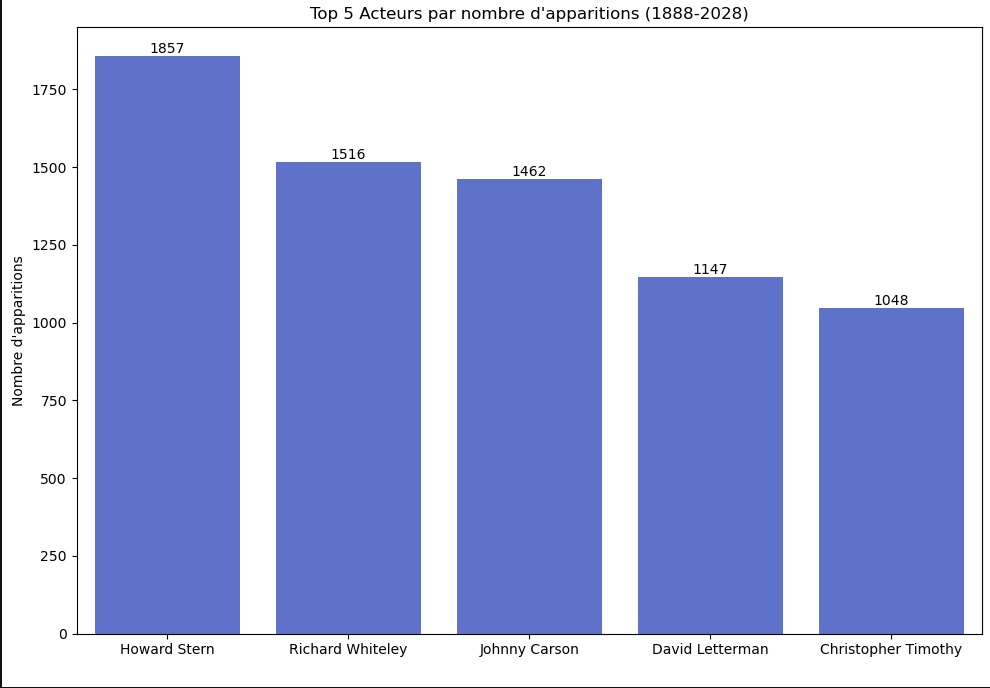 Top 5 Acteurs par nombre d'apparitions (1888-2028)
Nombre d'apparitions
1750
1500
1250
1000
750
500
250
0
1857
1516
1462
1147
1048
Howard Stern
Richard Whiteley
Johnny Carson
David Letterman
Christopher Timothy